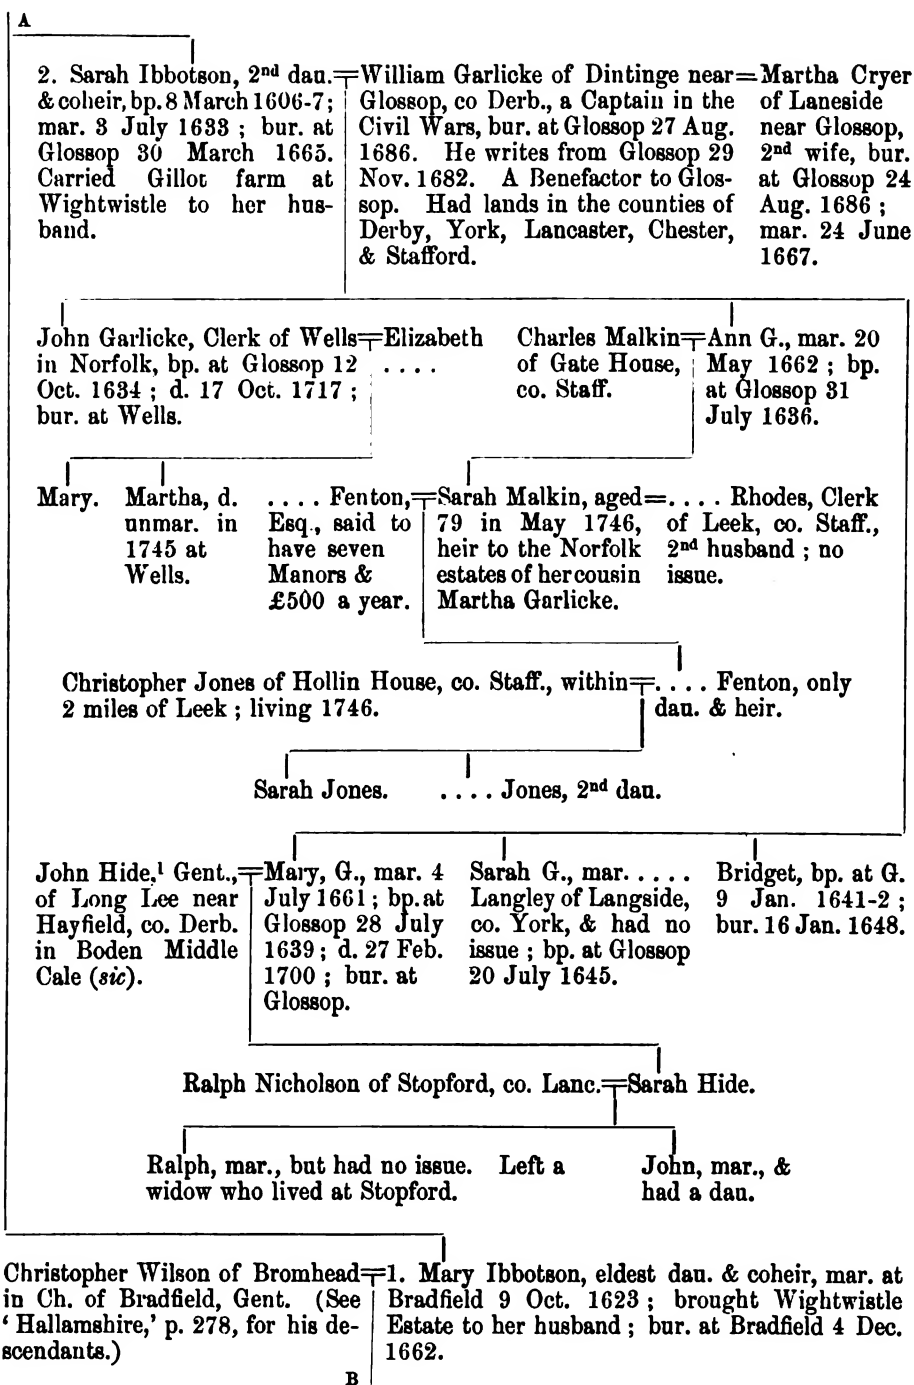 A
2. Sarah Ibbotson, 2nd dau.=William Garlicke of Dintinge near=Martha Cryer
& coheir, bp. 8 March 1606-7; Glossop, co Derb., a Captain in the of Laneside
mar. 3 July 1633 ; bur. at Civil Wars, bur. at Glossop 27 Aug. near Glossop,
Glossop 30 March 1665. 1686. He writes from Glossop 29 2nd wife, bur.
Carried Gillot farm at Nov. 1682. A Benefactor to Glos- at Glossop 24
Wightwistle to her hus- sop. Had lands in the counties of Aug. 1686 ;
band. Derby, York, Lancaster, Chester, mar. 24 June
& Stafford. 1667.
John Garlicke, Clerk of Wells=Elizabeth Charles Malkin=Ann G., mar. 20
in Norfolk, bp. at Glossop 12 . . . . of Gate House, May 1662 ; bp.
Oct. 1634 ; d. 17 Oct. 1717 ; co. Staff. at Glossop 31
bur. at Wells. July 1636.
Mary. Martha, d. . . . . Fenton,=Sarah Malkin, aged=. . . . Rhodes, Clerk
unmar. in Esq., said to 79 in May 1746, of Leek, co. Staff.,
1745 at have seven heir to the Norfolk 2nd husband ; no
Wells. Manors & estates of her cousin issue.
£500 a year. Martha Garlicke.
Christopher Jones of Hollin House, co. Staff., within=. . . . Fenton, only
2 miles of Leek ; living 1746. dau. & heir.
Sarah Jones. . . . . Jones, 2nd dau.
John Hide,1 Gent.,=Mary, G., mar. 4 Sarah G., mar. . . . . Bridget, bp. at G.
of Long Lee near July 1661 ; bp. at Langley of Langside, 9 Jan. 1641-2 ;
Hayfield, co. Derb. Glossop 28 July co. York, & had no bur. 16 Jan. 1648.
in Boden Middle 1639 ; d. 27 Feb. issue ; bp. at Glossop
Cale (sic). 1700 ; bur. at 20 July 1645.
Glossop.
Ralph Nicholson of Stopford, co. Lanc.=Sarah Hide.
Ralph, mar., but had no issue. Left a John, mar., &
widow who lived at Stopford. had a dau.
Christopher Wilson of Bromhead=1. Mary Ibbotson, eldest dau. & coheir, mar. at
in Ch. of Bradfield, Gent. (See Bradfield 9 Oct. 1623 ; brought Wightwistle
‘ Hallamshire,’ p. 278, for his de- Estate to her husband ; bur. at Bradfield 4 Dec.
scendants.) 1662.
B